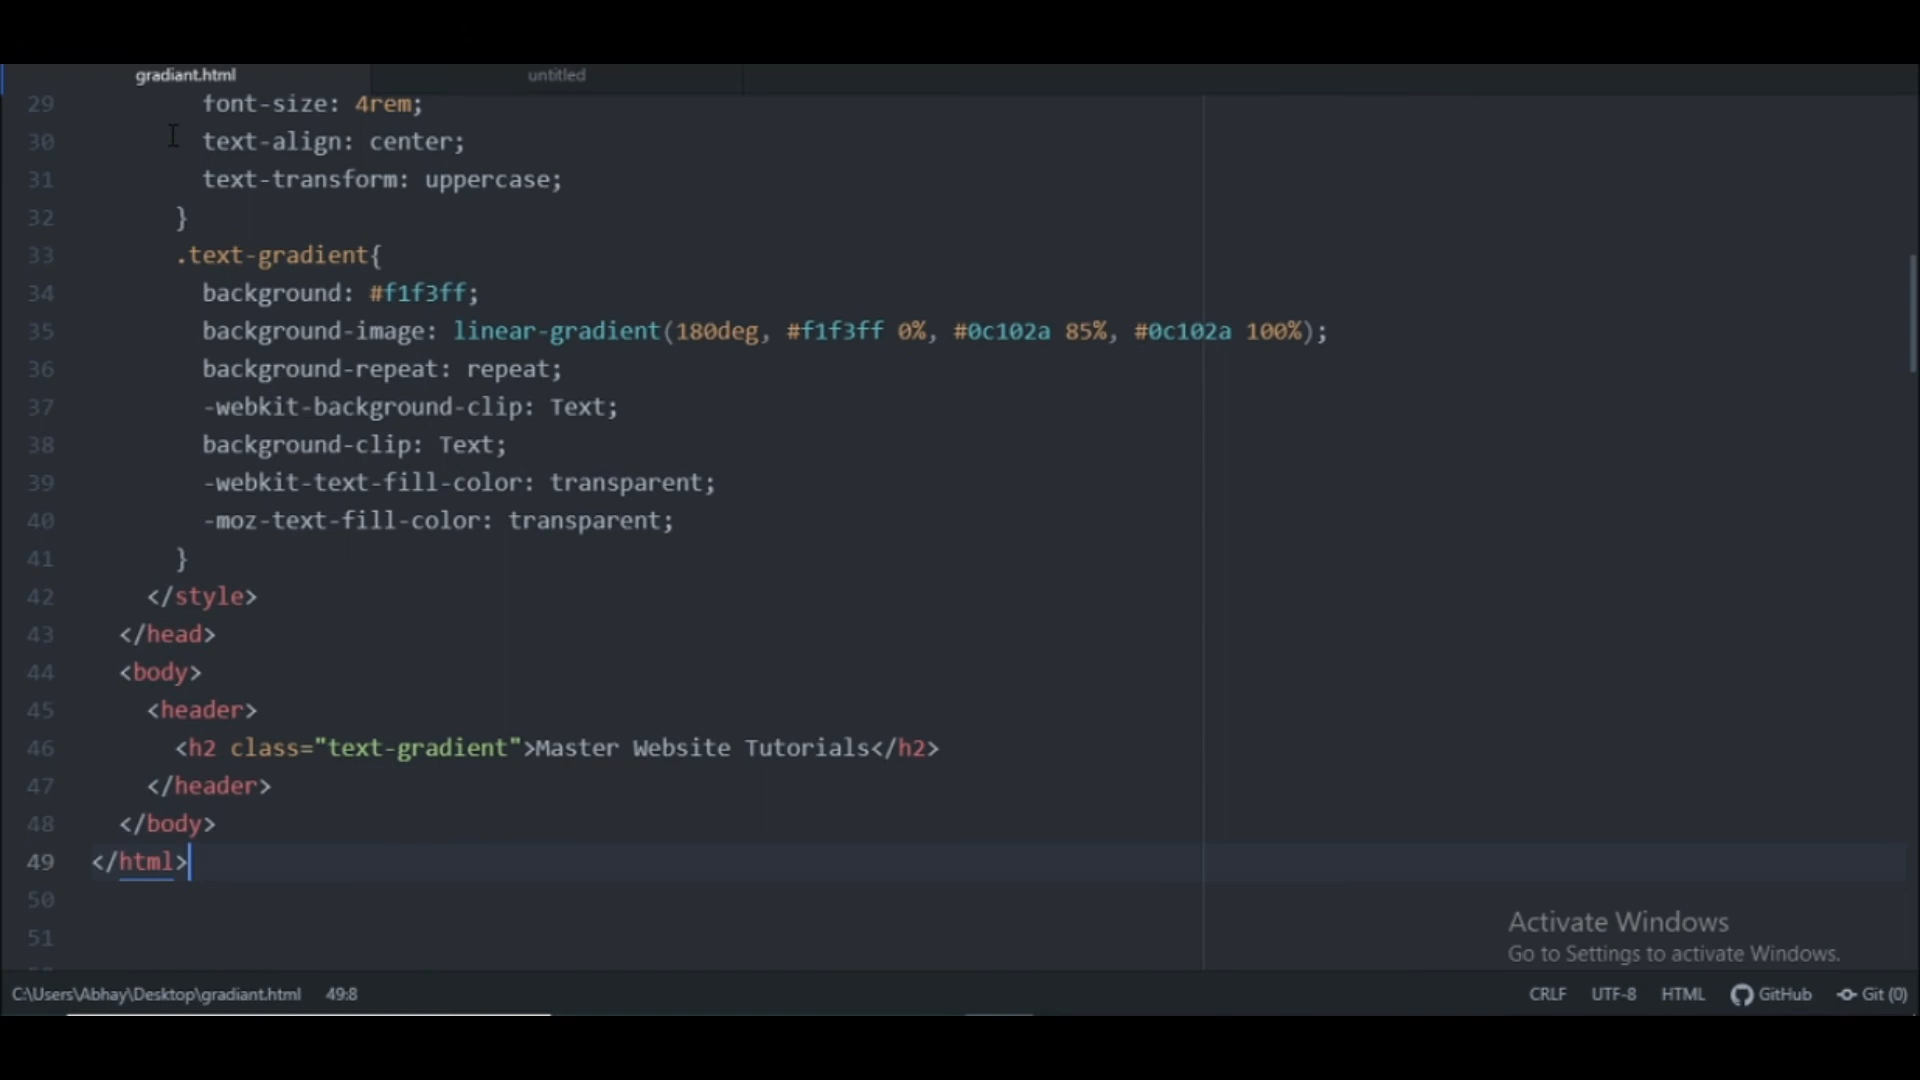 gradiant.html untitled
29 font-size: 4rem;
30 text-align: center;
31 text-transform: uppercase;
32 }
33 .text-gradient{
34 background: #f1f3ff;
35 background-image: linear-gradient(180deg, #f1f3ff 0%, #0c102a 85%, #0c102a 100%);
36 background-repeat: repeat;
37 -webkit-background-clip: Text;
38 background-clip: Text;
39 -webkit-text-fill-color: transparent;
40 -moz-text-fill-color: transparent;
41 }
42 </style>
43 </head>
44 <body>
45 <header>
46 <h2 class="text-gradient">Master Website Tutorials</h2>
47 </header>
48 </body>
49 </html>
50
51
Activate Windows
Go to Settings to activate Windows.
C:\Users\Abhay\Desktop\gradiant.html 49:8 CRLF UTF-8 HTML GitHub Git (0)